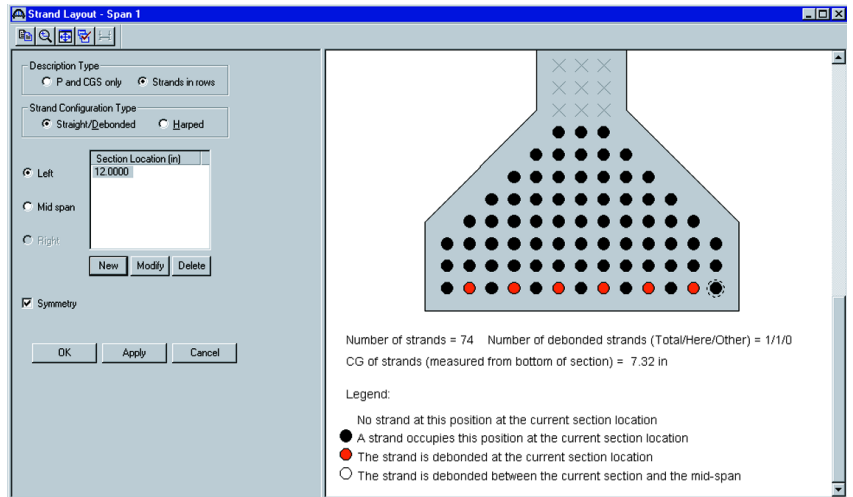 Strand Layout - Span 1
Description Type
P and CGS only Strands in rows
Strand Configuration Type
Straight/Debonded Harped
Left
Section Location (in)
12.0000
Mid span
Right
New Modify Delete
Symmetry
OK Apply Cancel
Number of strands = 74 Number of debonded strands (Total/Here/Other) = 1/1/0
CG of strands (measured from bottom of section) = 7.32 in
Legend:
No strand at this position at the current section location
A strand occupies this position at the current section location
The strand is debonded at the current section location
The strand is debonded between the current section and the mid-span